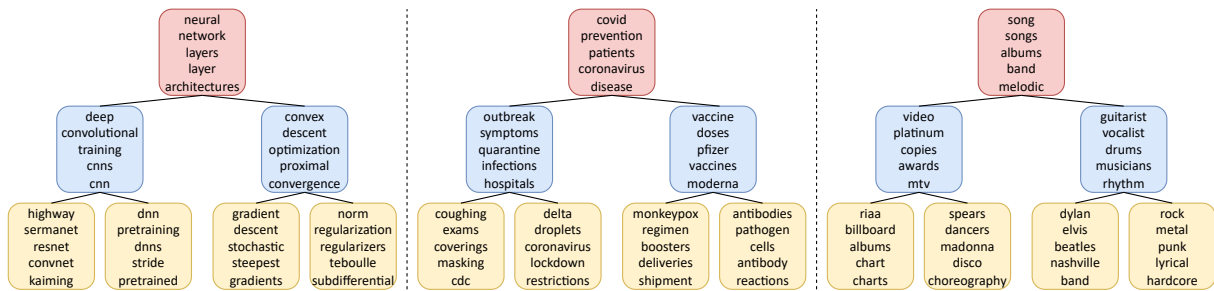 neural
network
layers
layer
architectures
deep
convolutional
training
cnns
cnn
convex
descent
optimization
proximal
convergence
highway
sermanet
resnet
convnet
kaiming
dnn
pretraining
dnns
stride
pretrained
gradient
descent
stochastic
steepest
gradients
norm
regularization
regularizers
teboulle
subdifferential
covid
prevention
patients
coronavirus
disease
outbreak
symptoms
quarantine
infections
hospitals
vaccine
doses
pfizer
vaccines
moderna
coughing
exams
coverings
masking
cdc
delta
droplets
coronavirus
lockdown
restrictions
monkeypox
regimen
boosters
deliveries
shipment
antibodies
pathogen
cells
antibody
reactions
song
songs
albums
band
melodic
video
platinum
copies
awards
mtv
guitarist
vocalist
drums
musicians
rhythm
riaa
billboard
albums
chart
charts
spears
dancers
madonna
disco
choreography
dylan
elvis
beatles
nashville
band
rock
metal
punk
lyrical
hardcore